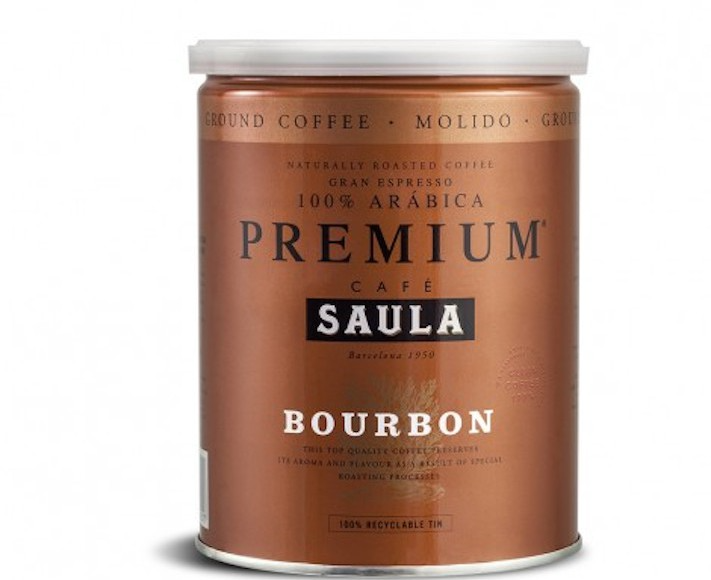 GROUND COFFEE • MOLIDO • GROU
NATURALLY ROASTED COFFEE
GRAN ESPRESSO
100% ARÁBICA
PREMIUM®
CAFÉ
SAULA
Barcelona 1950
BOURBON
THIS TOP QUALITY COFFEE PRESERVES
ITS AROMA AND FLAVOUR AS A RESULT OF SPECIAL
ROASTING PROCESSES
100% RECYCLABLE TIN